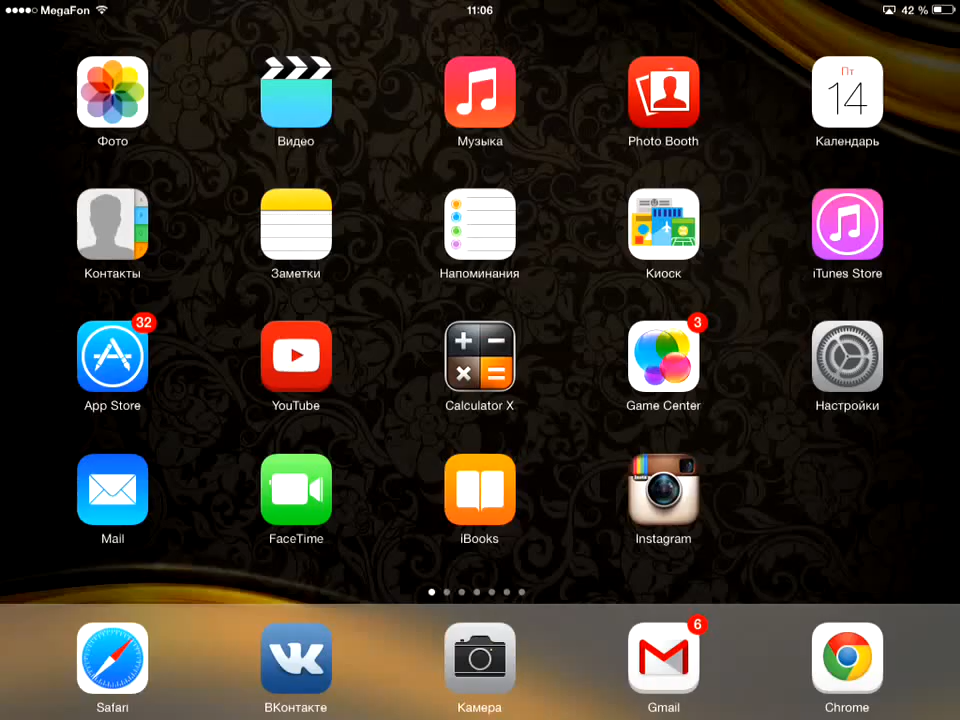 MegaFon 11:06 42 %
Пт
14
Фото Видео Музыка Photo Booth Календарь
Контакты Заметки Напоминания Киоск iTunes Store
32 3
App Store YouTube Calculator X Game Center Настройки
Mail FaceTime iBooks Instagram
6
Safari ВКонтакте Камера Gmail Chrome